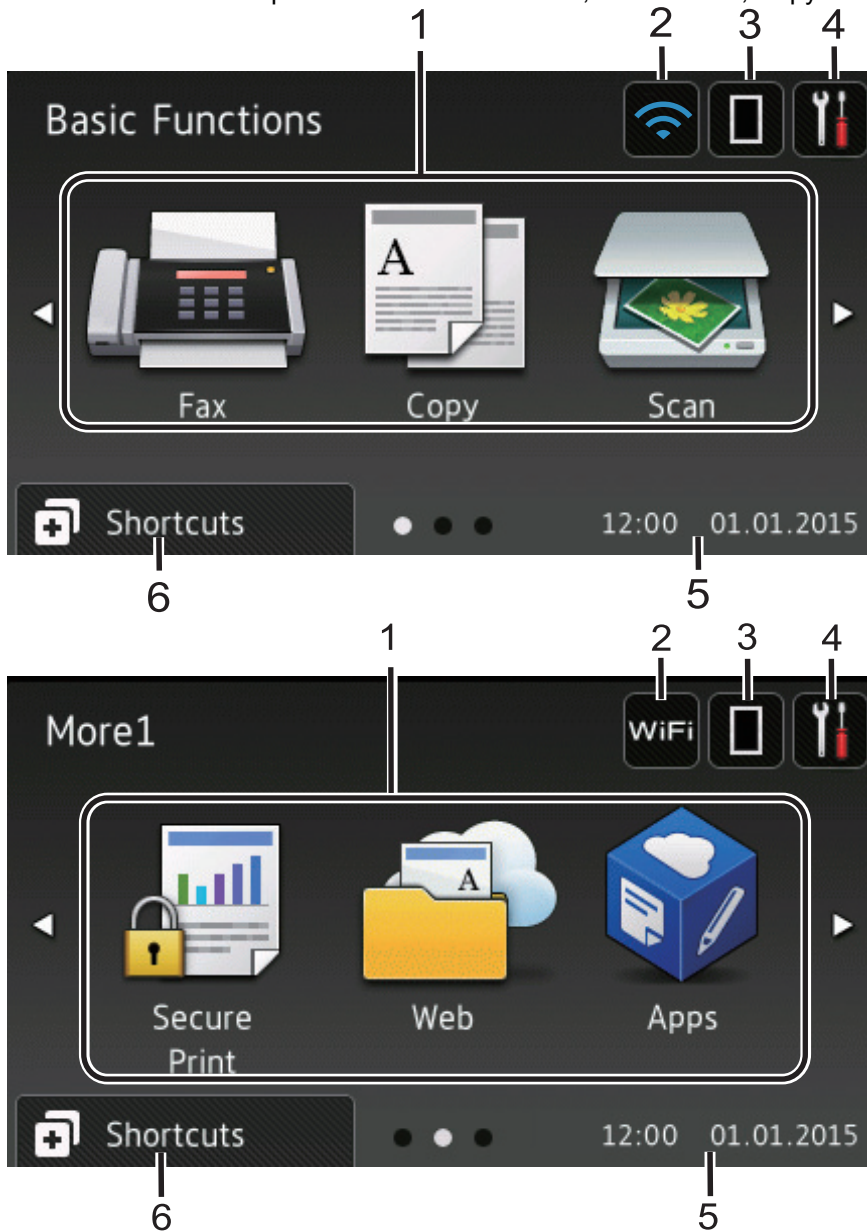 1
2
3
4
Basic Functions
A
Fax
Copy
Scan
Shortcuts
12:00 01.01.2015
6
5
1
2
3
4
More1
WiFi
A
Secure Print
Web
Apps
Shortcuts
12:00 01.01.2015
6
5